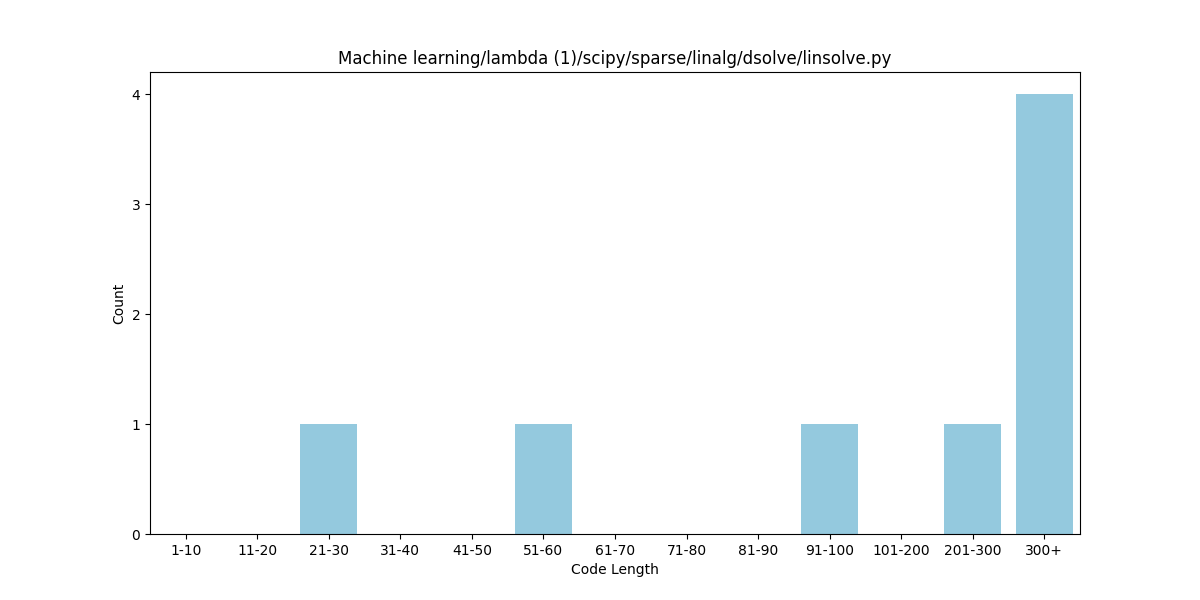 Machine learning/lambda (1)/scipy/sparse/linalg/dsolve/linsolve.py
4
3
2
1
0
Count
1-10 11-20 21-30 31-40 41-50 51-60 61-70 71-80 81-90 91-100 101-200 201-300 300+
Code Length